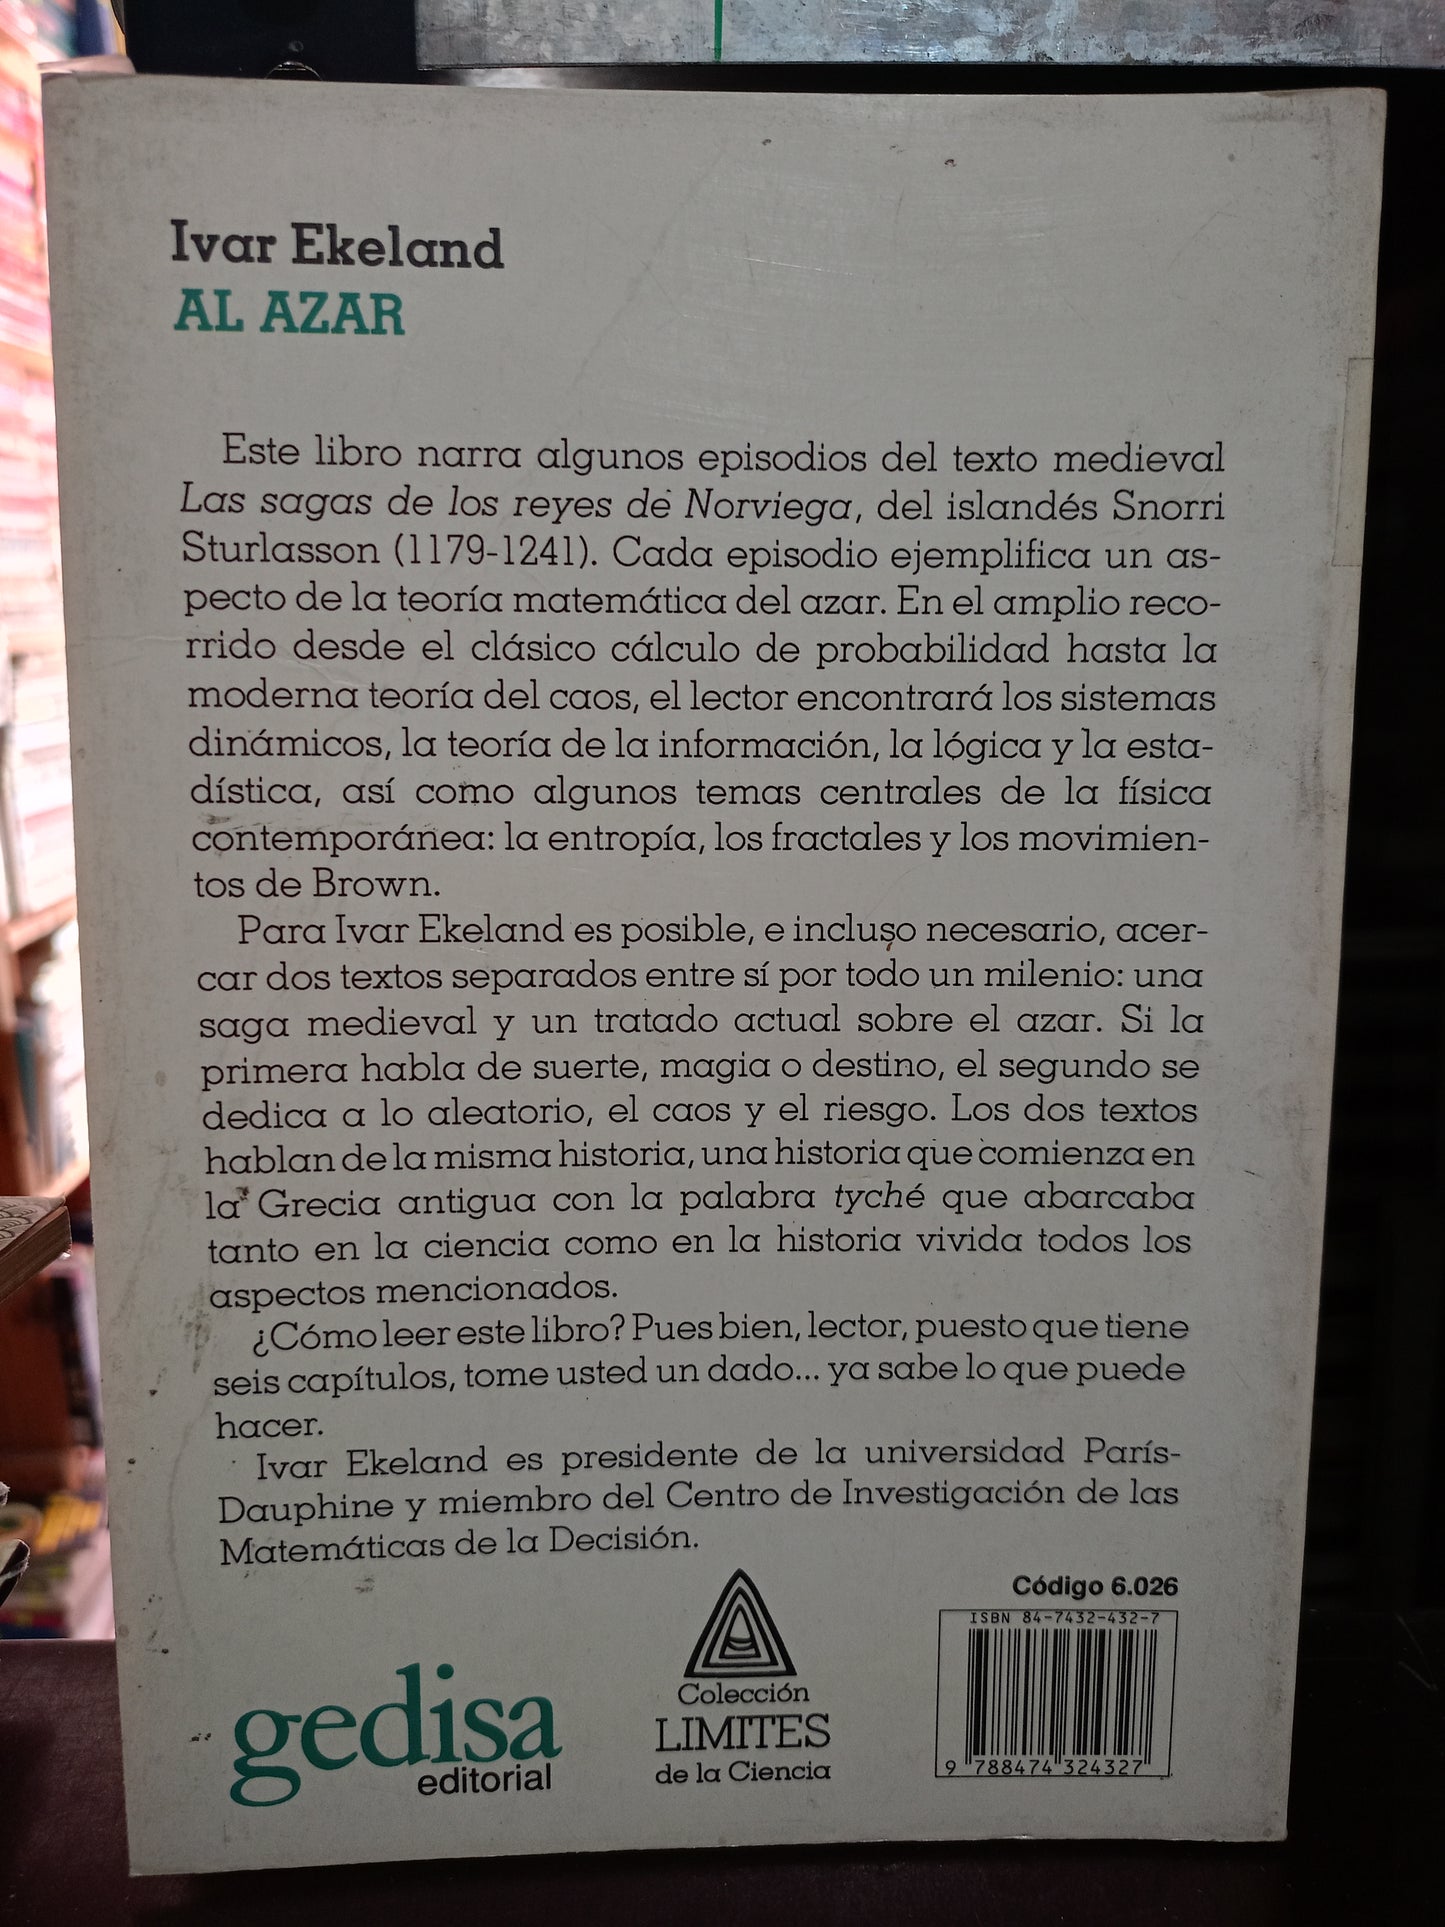 Ivar Ekeland
AL AZAR
Este libro narra algunos episodios del texto medieval
Las sagas de los reyes de Norviega, del islandés Snorri
Sturlasson (1179-1241). Cada episodio ejemplifica un as-
pecto de la teoría matemática del azar. En el amplio reco-
rrido desde el clásico cálculo de probabilidad hasta la
moderna teoría del caos, el lector encontrará los sistemas
dinámicos, la teoría de la información, la lógica y la esta-
dística, así como algunos temas centrales de la física
contemporánea: la entropía, los fractales y los movimien-
tos de Brown.
Para Ivar Ekeland es posible, e incluso necesario, acer-
car dos textos separados entre sí por todo un milenio: una
saga medieval y un tratado actual sobre el azar. Si la
primera habla de suerte, magia o destino, el segundo se
dedica a lo aleatorio, el caos y el riesgo. Los dos textos
hablan de la misma historia, una historia que comienza en
la Grecia antigua con la palabra tyché que abarcaba
tanto en la ciencia como en la historia vivida todos los
aspectos mencionados.
¿Cómo leer este libro? Pues bien, lector, puesto que tiene
seis capítulos, tome usted un dado... ya sabe lo que puede
hacer.
Ivar Ekeland es presidente de la universidad París-
Dauphine y miembro del Centro de Investigación de las
Matemáticas de la Decisión.
Código 6.026
ISBN 84-7432-432-7
9 788474 324327
Colección
LIMITES
de la Ciencia
gedisa
editorial